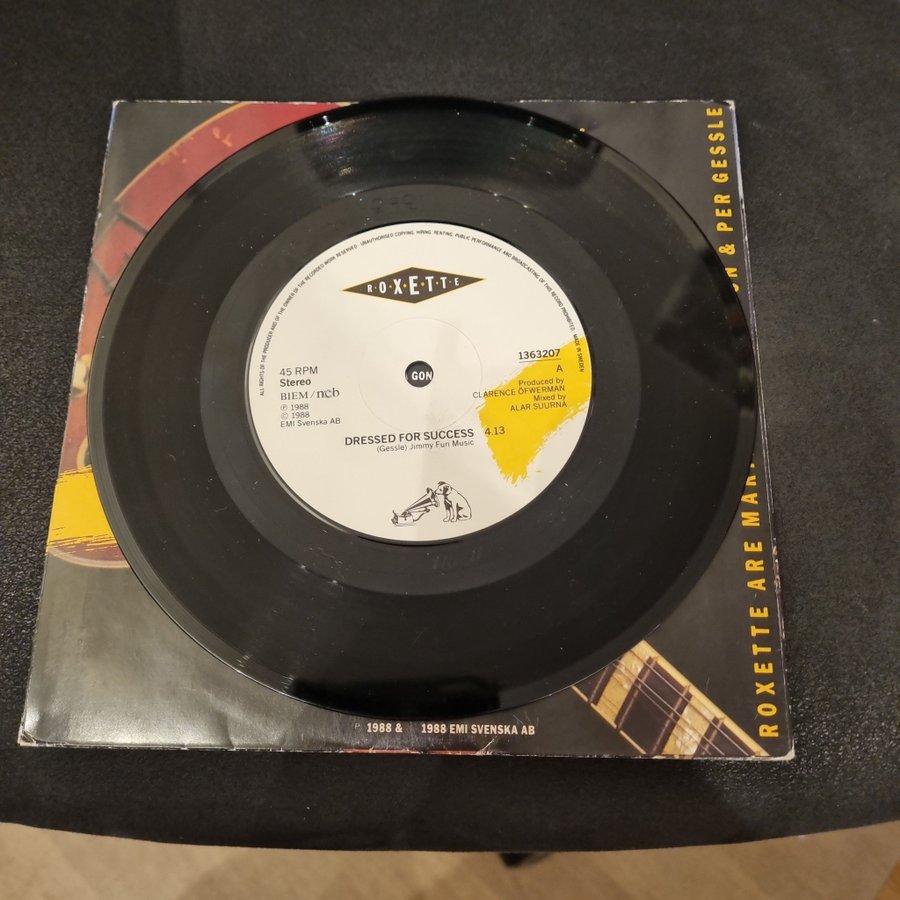 ALL RIGHTS OF THE PRODUCER AND OF THE OWNER OF THE RECORDED WORK RESERVED. UNAUTHORISED COPYING, HIRING, RENTING, PUBLIC PERFORMANCE AND BROADCASTING OF THIS RECORD PROHIBITED. MADE IN SWEDEN
R·O·X·E·T·T·E
45 RPM
Stereo
BIEM/ncb
℗ 1988
© 1988
EMI Svenska AB
GON
1363207
A
Produced by
CLARENCE ÖFWERMAN
Mixed by
ALAR SUURNA
DRESSED FOR SUCCESS 4.13
(Gessle) Jimmy Fun Music
ROXETTE ARE & PER GESSLE
P 1988 & 1988 EMI SVENSKA AB